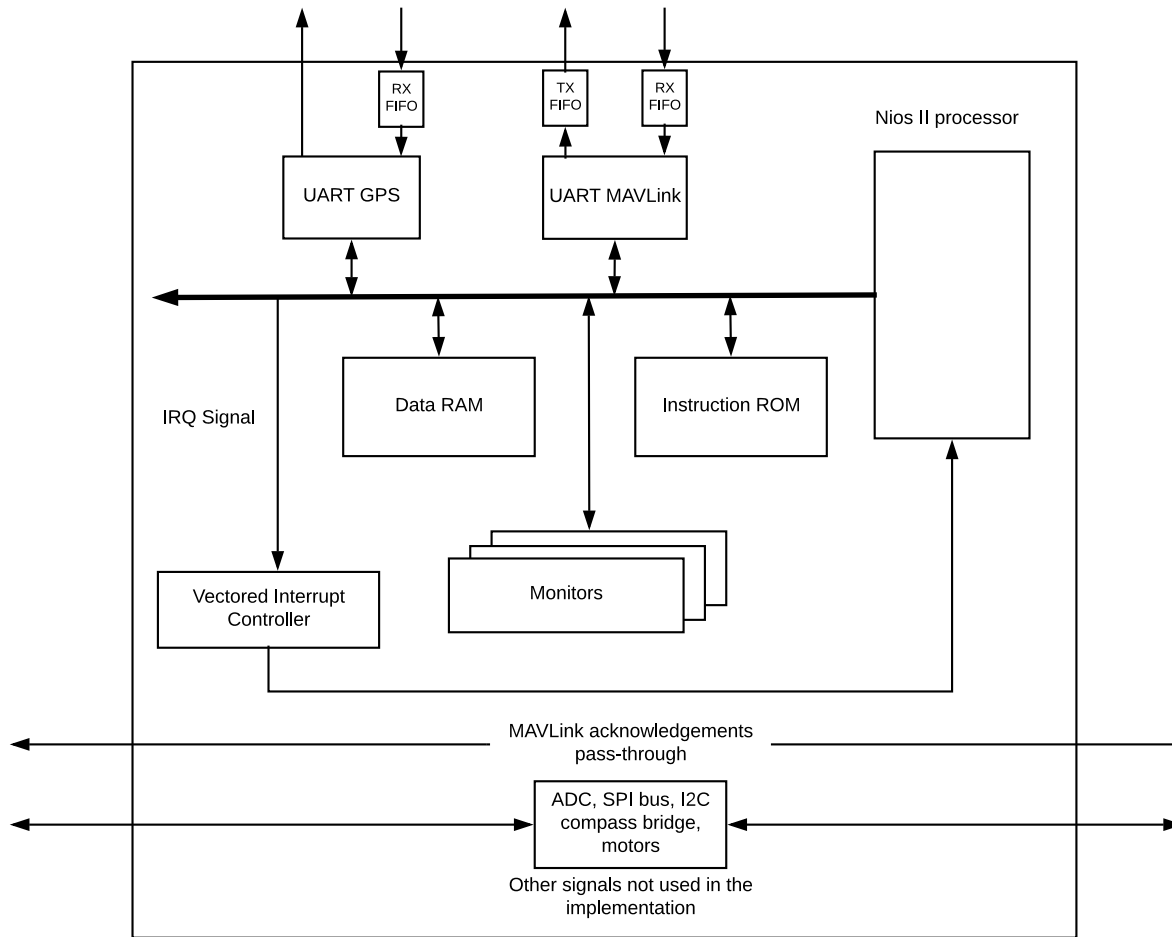 RX
FIFO
TX
FIFO
RX
FIFO
Nios II processor
UART GPS
UART MAVLink
Data RAM
Instruction ROM
IRQ Signal
Vectored Interrupt
Controller
Monitors
MAVLink acknowledgements
pass-through
ADC, SPI bus, I2C
compass bridge,
motors
Other signals not used in the
implementation